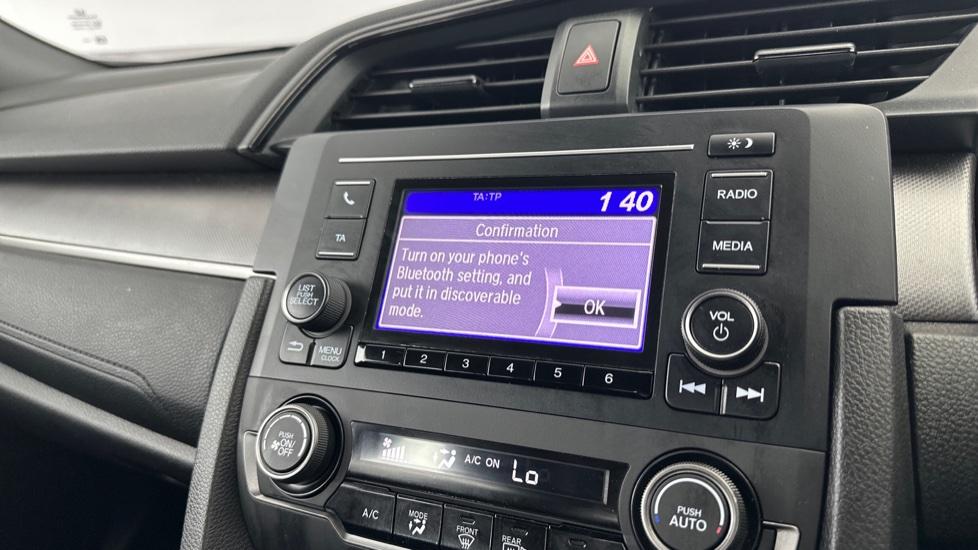 TA:TP
1 40
Confirmation
Turn on your phone's
Bluetooth setting, and
put it in discoverable
mode.
OK
TA
RADIO
MEDIA
LIST
PUSH
SELECT
MENU
CLOCK
VOL
1 2 3 4 5 6
PUSH
ON/
OFF
A/C ON Lo
PUSH
AUTO
A/C
MODE
FRONT
REAR